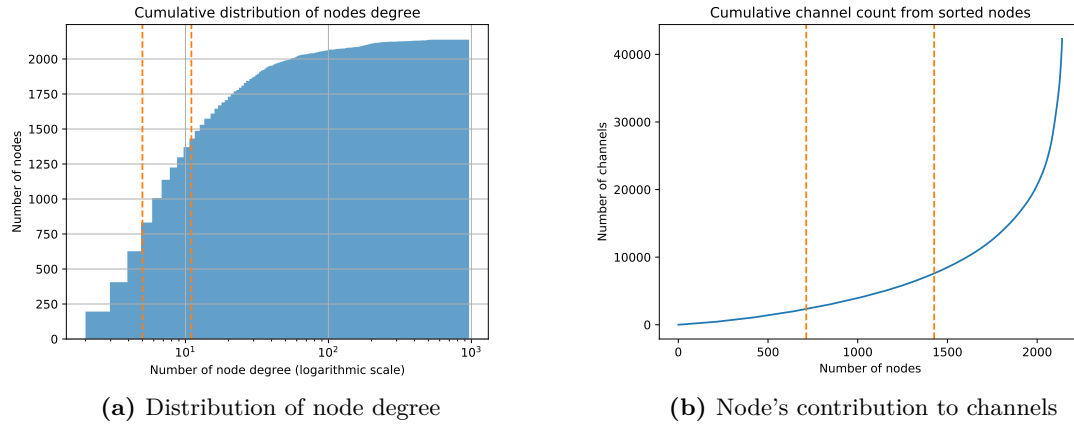 Cumulative distribution of nodes degree
Number of nodes
2000
1750
1500
1250
1000
750
500
250
0
10¹ 10² 10³
Number of node degree (logarithmic scale)
(a) Distribution of node degree
Cumulative channel count from sorted nodes
Number of channels
40000
30000
20000
10000
0
0 500 1000 1500 2000
Number of nodes
(b) Node's contribution to channels